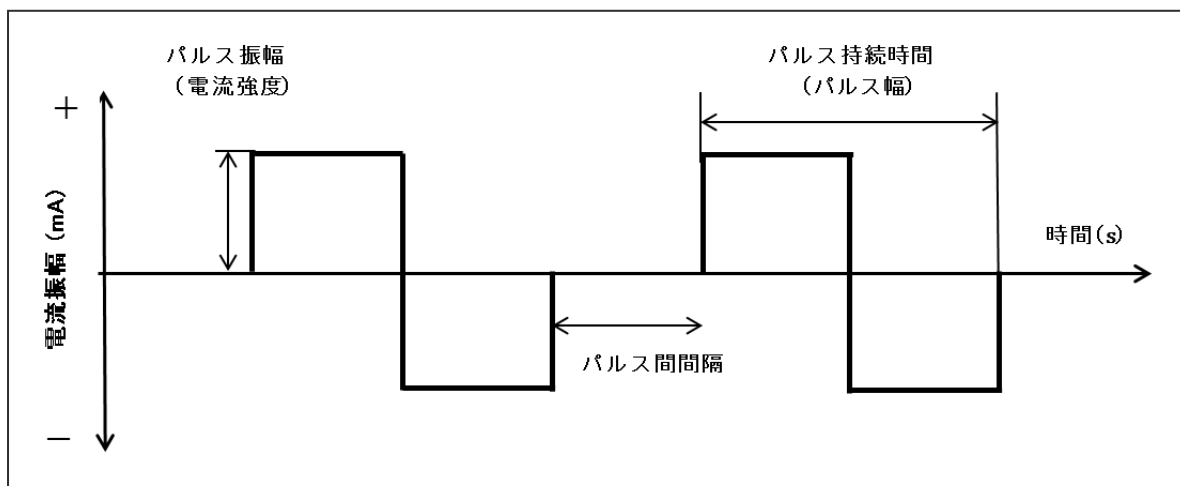 パルス振幅
(電流強度)
パルス持続時間
(パルス幅)
＋
電流振幅 (mA)
時間(s)
パルス間間隔
－